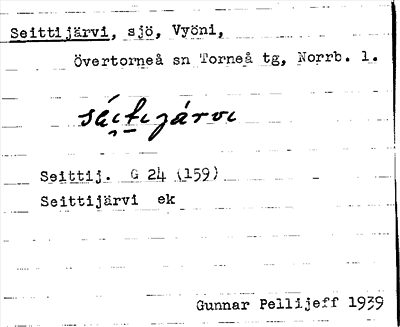 Seittijärvi, sjö, Vyöni,
Övertorneå sn Torneå tg, Norrb. l.
Seittij. G 24 (159)
Seittijärvi ek
Gunnar Pellijeff 1939